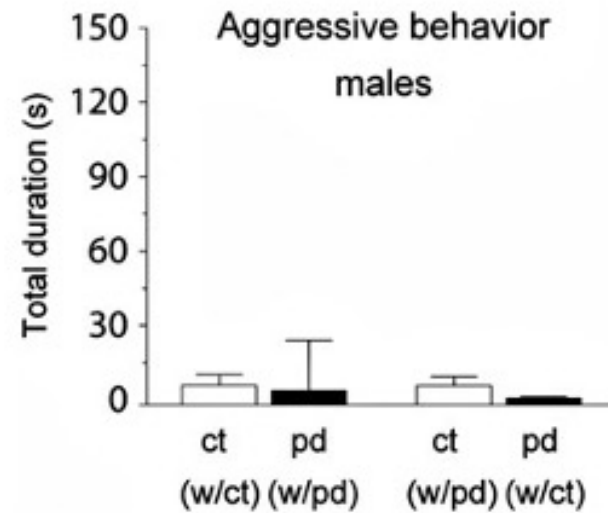 Aggressive behavior
males
Total duration (s)
150
120
90
60
30
0
ct pd ct pd
(w/ct) (w/pd) (w/pd) (w/ct)